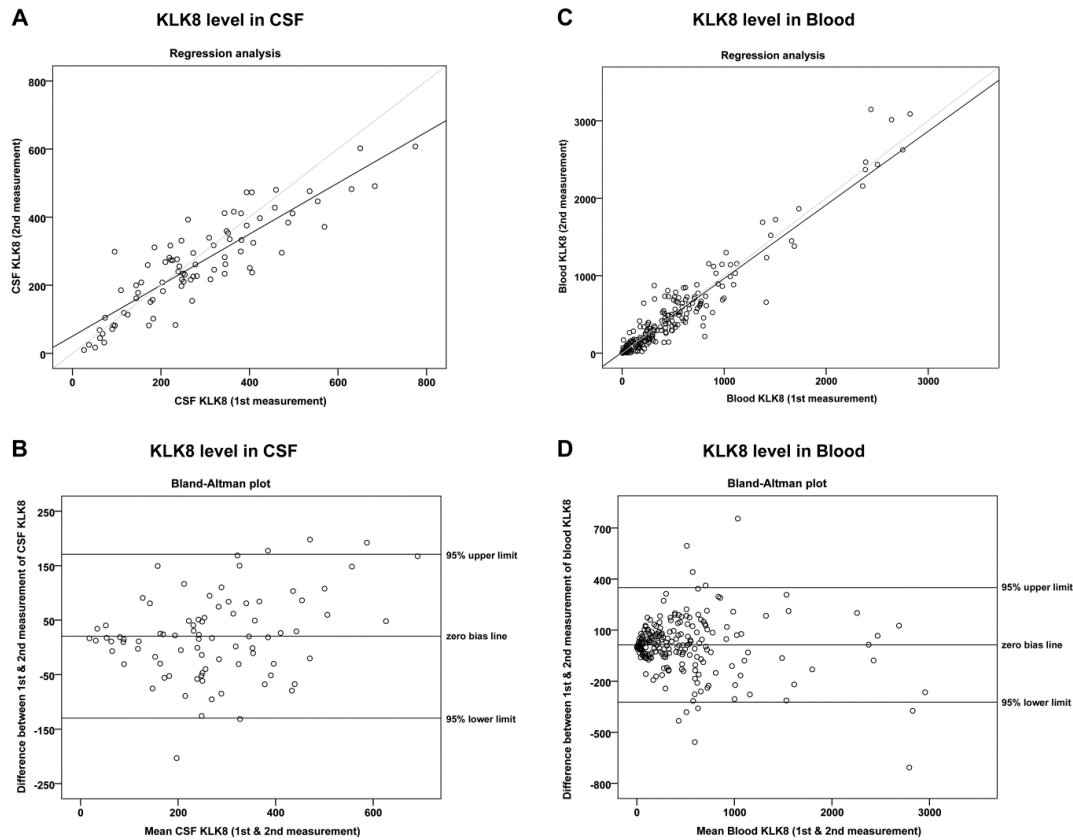 A
KLK8 level in CSF
Regression analysis
CSF KLK8 (2nd measurement)
800
600
400
200
0
0 200 400 600 800
CSF KLK8 (1st measurement)
C
KLK8 level in Blood
Regression analysis
Blood KLK8 (2nd measurement)
3000
2000
1000
0
0 1000 2000 3000
Blood KLK8 (1st measurement)
B
KLK8 level in CSF
Bland-Altman plot
Difference between 1st & 2nd measurement of CSF KLK8
250
150
50
-50
-150
-250
95% upper limit
zero bias line
95% lower limit
0 200 400 600
Mean CSF KLK8 (1st & 2nd measurement)
D
KLK8 level in Blood
Bland-Altman plot
Difference between 1st & 2nd measurement of blood KLK8
700
400
100
-200
-500
-800
95% upper limit
zero bias line
95% lower limit
0 1000 2000 3000
Mean Blood KLK8 (1st & 2nd measurement)